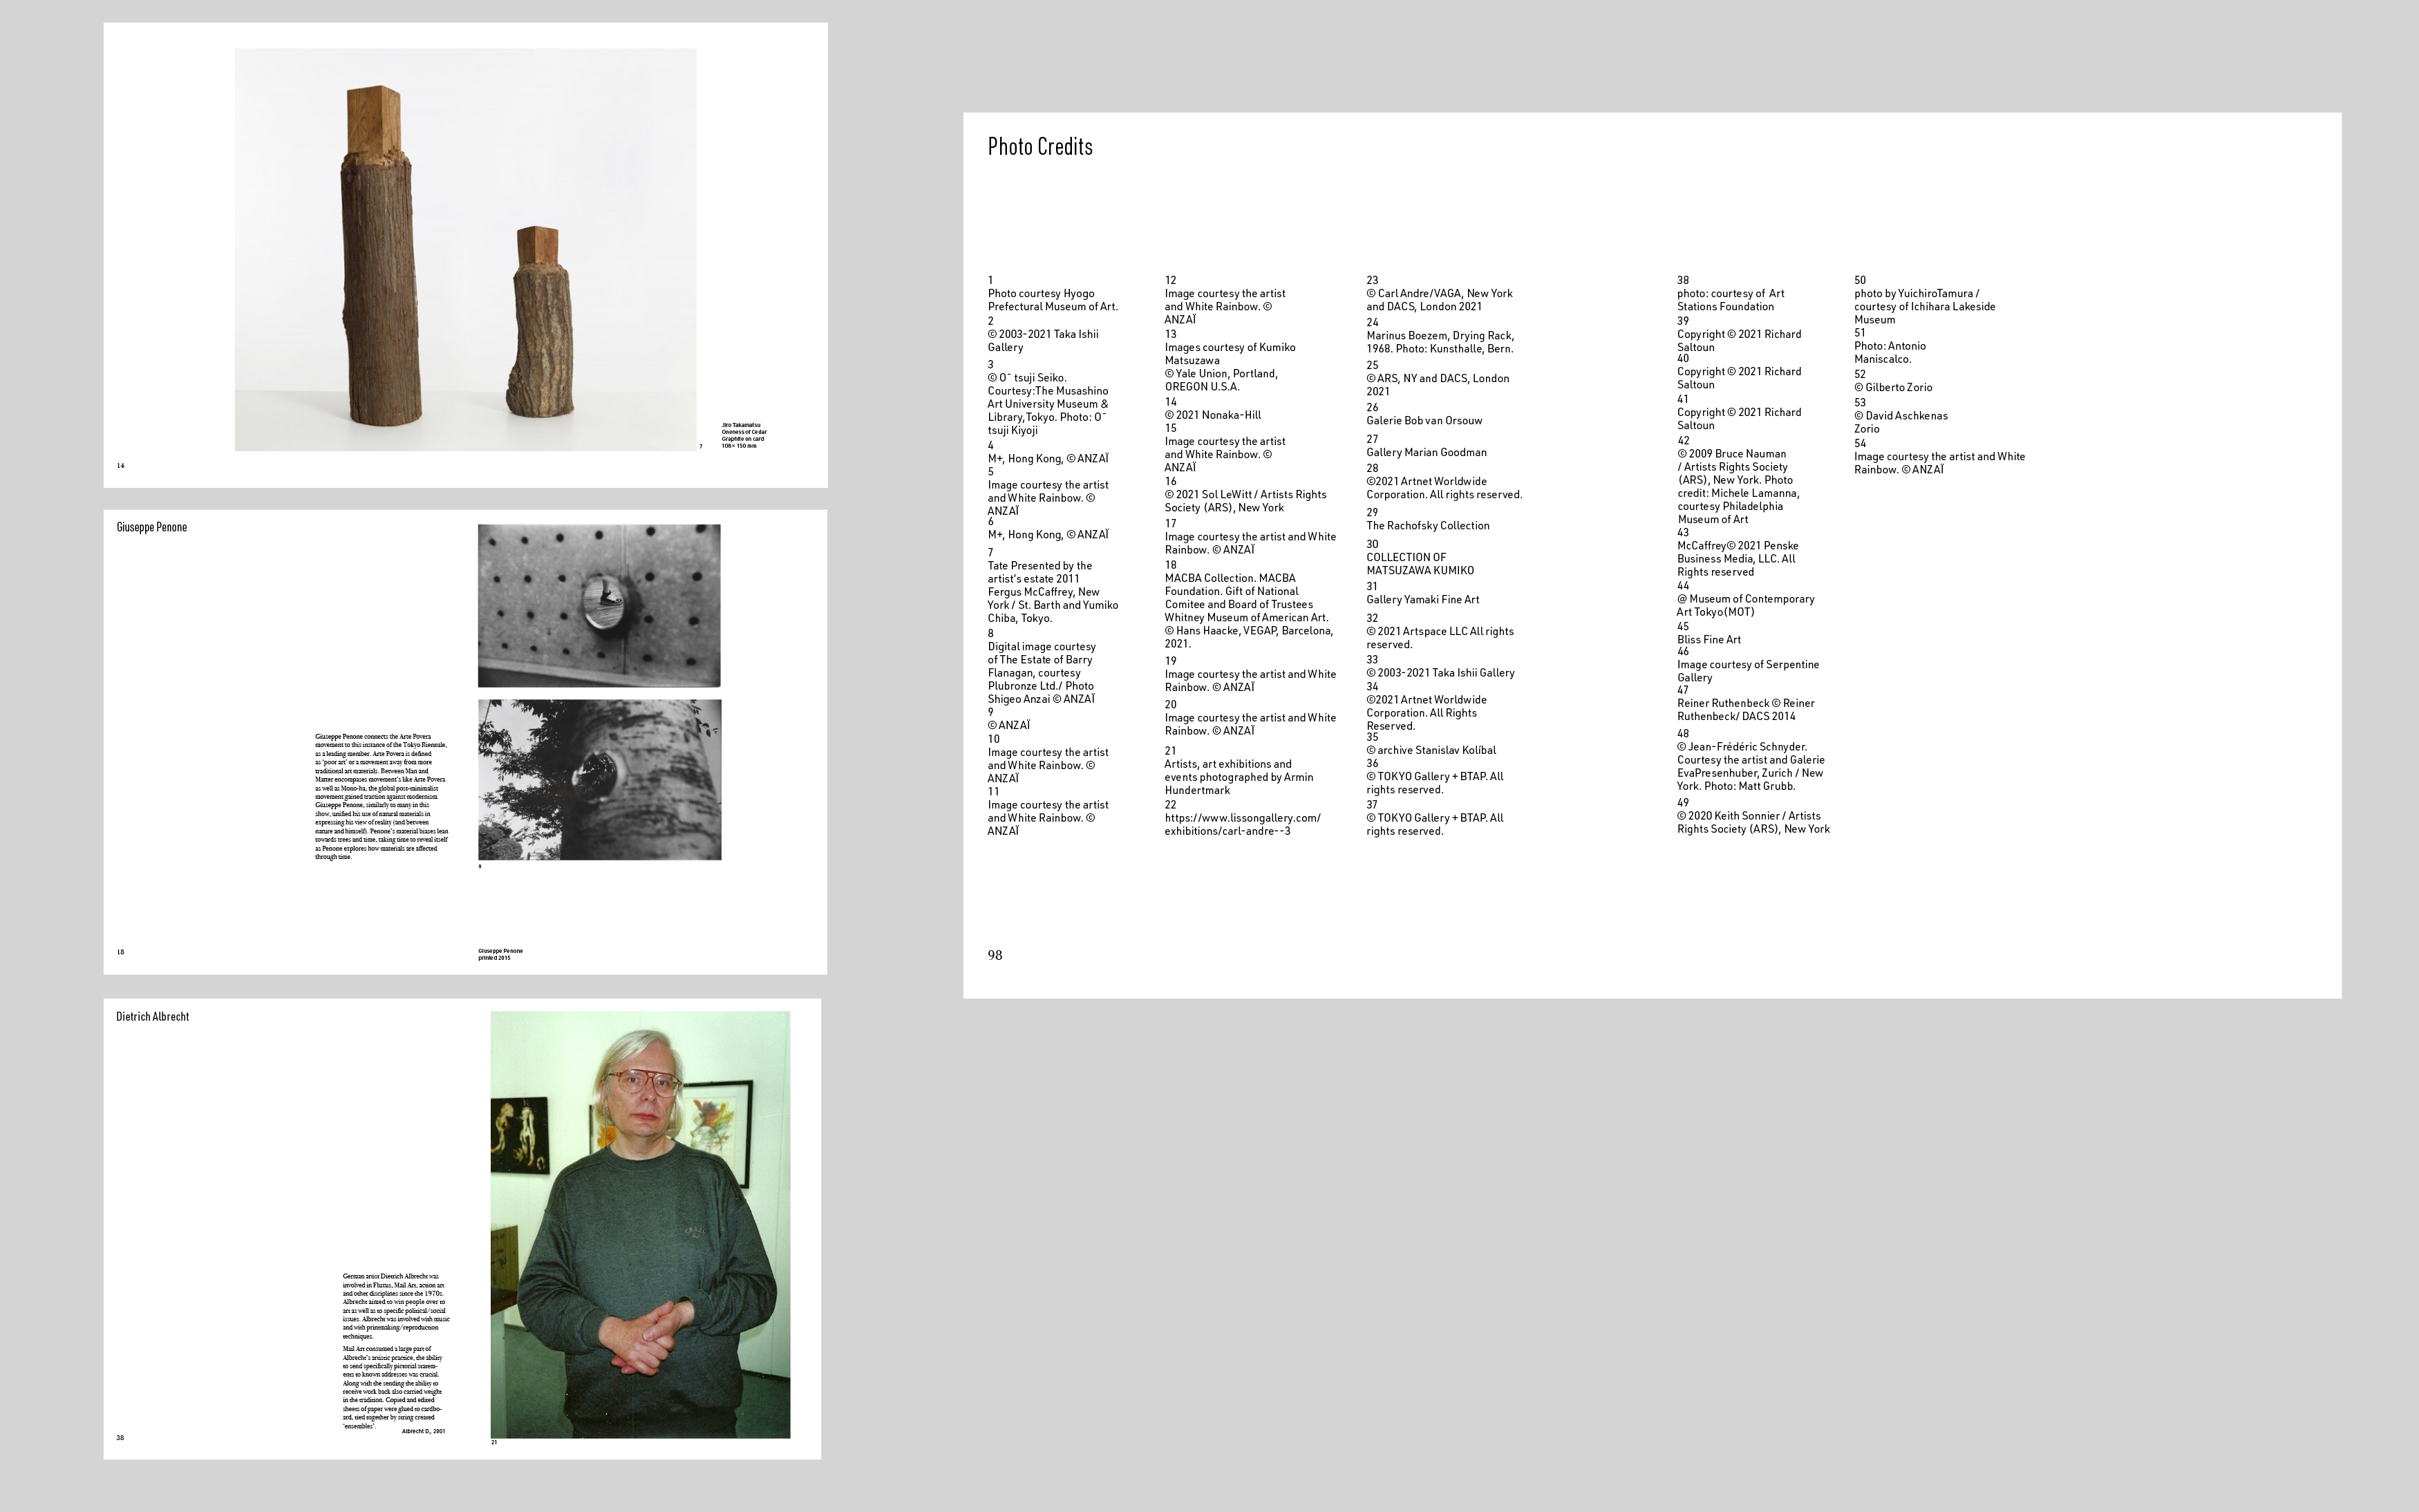 Jiro Takamatsu
Oneness of Cedar
Graphite on card
108× 150 mm
7
14
Giuseppe Penone
Giuseppe Penone connects the Arte Povera
movement to this instance of the Tokyo Biennale,
as a leading member. Arte Povera is defined
as 'poor art' or a movement away from more
traditional art materials. Between Man and
Matter encompases movement's like Arte Povera
as well as Mono-ha, the global post-minimalist
movement gained traction against modernism.
Giuseppe Penone, similarly to many in this
show, unified his use of natural materials in
expressing his view of reality (and between
nature and himself). Penone's material biases lean
towards trees and time, taking time to reveal itself
as Penone explores how materials are affected
through time.
9
18
Giuseppe Penone
printed 2015
Dietrich Albrecht
German artist Dietrich Albrecht was
involved in Fluxus, Mail Art, action art
and other disciplines since the 1970s.
Albrecht aimed to win people over to
art as well as to specific political/social
issues. Albrecht was involved with music
and with printmaking/reproduction
techniques.
Mail Art consumed a large part of
Albrecht's artistic practice, the ability
to send specifically pictorial statem-
ents to known addresses was crucial.
Along with the sending the ability to
receive work back also carried weight
in the tradition. Copied and edited
sheets of paper were glued to cardbo-
ard, tied together by string created
'ensembles'.
Albrecht D., 2001
38
21
Photo Credits
1
Photo courtesy Hyogo
Prefectural Museum of Art.
2
© 2003-2021 Taka Ishii
Gallery
3
© O¯ tsuji Seiko.
Courtesy:The Musashino
Art University Museum &
Library,Tokyo. Photo: O¯
tsuji Kiyoji
4
M+, Hong Kong, © ANZAÏ
5
Image courtesy the artist
and White Rainbow. ©
ANZAÏ
6
M+, Hong Kong, © ANZAÏ
7
Tate Presented by the
artist's estate 2011
Fergus McCaffrey, New
York / St. Barth and Yumiko
Chiba, Tokyo.
8
Digital image courtesy
of The Estate of Barry
Flanagan, courtesy
Plubronze Ltd./ Photo
Shigeo Anzai © ANZAÏ
9
© ANZAÏ
10
Image courtesy the artist
and White Rainbow. ©
ANZAÏ
11
Image courtesy the artist
and White Rainbow. ©
ANZAÏ
12
Image courtesy the artist
and White Rainbow. ©
ANZAÏ
13
Images courtesy of Kumiko
Matsuzawa
© Yale Union, Portland,
OREGON U.S.A.
14
© 2021 Nonaka-Hill
15
Image courtesy the artist
and White Rainbow. ©
ANZAÏ
16
© 2021 Sol LeWitt / Artists Rights
Society (ARS), New York
17
Image courtesy the artist and White
Rainbow. © ANZAÏ
18
MACBA Collection. MACBA
Foundation. Gift of National
Comitee and Board of Trustees
Whitney Museum of American Art.
© Hans Haacke, VEGAP, Barcelona,
2021.
19
Image courtesy the artist and White
Rainbow. © ANZAÏ
20
Image courtesy the artist and White
Rainbow. © ANZAÏ
21
Artists, art exhibitions and
events photographed by Armin
Hundertmark
22
https://www.lissongallery.com/
exhibitions/carl-andre--3
23
© Carl Andre/VAGA, New York
and DACS, London 2021
24
Marinus Boezem, Drying Rack,
1968. Photo: Kunsthalle, Bern.
25
© ARS, NY and DACS, London
2021
26
Galerie Bob van Orsouw
27
Gallery Marian Goodman
28
©2021 Artnet Worldwide
Corporation. All rights reserved.
29
The Rachofsky Collection
30
COLLECTION OF
MATSUZAWA KUMIKO
31
Gallery Yamaki Fine Art
32
© 2021 Artspace LLC All rights
reserved.
33
© 2003-2021 Taka Ishii Gallery
34
©2021 Artnet Worldwide
Corporation. All Rights
Reserved.
35
© archive Stanislav Kolíbal
36
© TOKYO Gallery + BTAP. All
rights reserved.
37
© TOKYO Gallery + BTAP. All
rights reserved.
38
photo: courtesy of Art
Stations Foundation
39
Copyright © 2021 Richard
Saltoun
40
Copyright © 2021 Richard
Saltoun
41
Copyright © 2021 Richard
Saltoun
42
© 2009 Bruce Nauman
/ Artists Rights Society
(ARS), New York. Photo
credit: Michele Lamanna,
courtesy Philadelphia
Museum of Art
43
McCaffrey© 2021 Penske
Business Media, LLC. All
Rights reserved
44
@ Museum of Contemporary
Art Tokyo(MOT)
45
Bliss Fine Art
46
Image courtesy of Serpentine
Gallery
47
Reiner Ruthenbeck © Reiner
Ruthenbeck/ DACS 2014
48
© Jean-Frédéric Schnyder.
Courtesy the artist and Galerie
EvaPresenhuber, Zurich / New
York. Photo: Matt Grubb.
49
© 2020 Keith Sonnier / Artists
Rights Society (ARS), New York
50
photo by YuichiroTamura /
courtesy of Ichihara Lakeside
Museum
51
Photo: Antonio
Maniscalco.
52
© Gilberto Zorio
53
© David Aschkenas
Zorio
54
Image courtesy the artist and White
Rainbow. © ANZAÏ
98